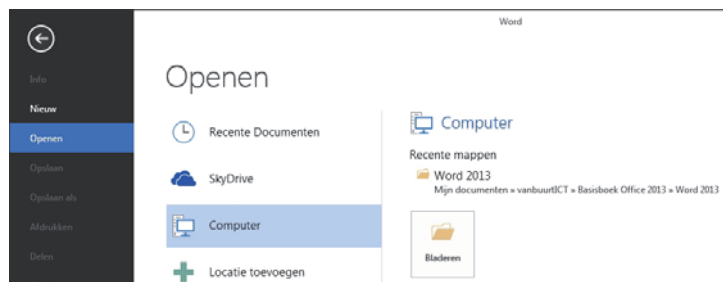 Word
Info
Nieuw
Openen
Opslaan
Opslaan als
Afdrukken
Delen
Openen
Recente Documenten
SkyDrive
Computer
Locatie toevoegen
Computer
Recente mappen
Word 2013
Mijn documenten » vanbuurtICT » Basisboek Office 2013 » Word 2013
Bladeren